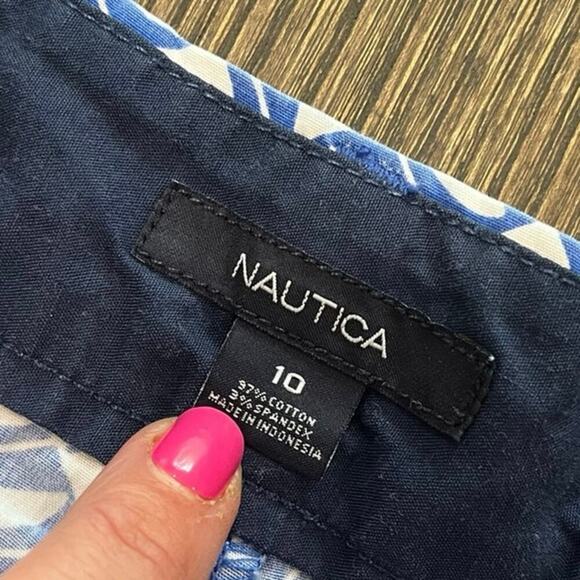 NAUTICA
10
97% COTTON
3% SPANDEX
MADE IN INDONESIA